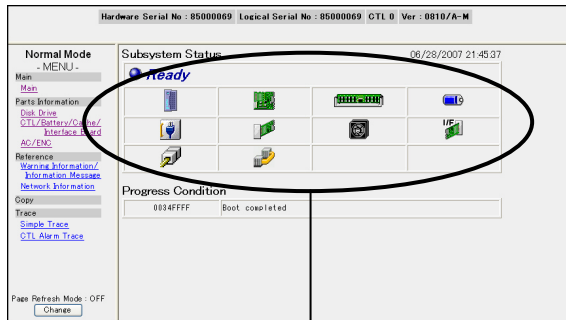 Hardware Serial No : 85000069 Logical Serial No : 85000069 CTL 0 Ver : 0810/A-M
Normal Mode
- MENU -
Main
Main
Parts Information
Disk Drive
CTL/Battery/Cache/
Interface Board
AC/ENC
Reference
Warning Information/
Information Message
Network Information
Copy
Trace
Simple Trace
CTL Alarm Trace
Page Refresh Mode : OFF
Change
Subsystem Status
06/28/2007 21:45:37
Ready
I/F
Progress Condition
0034FFFF Boot completed